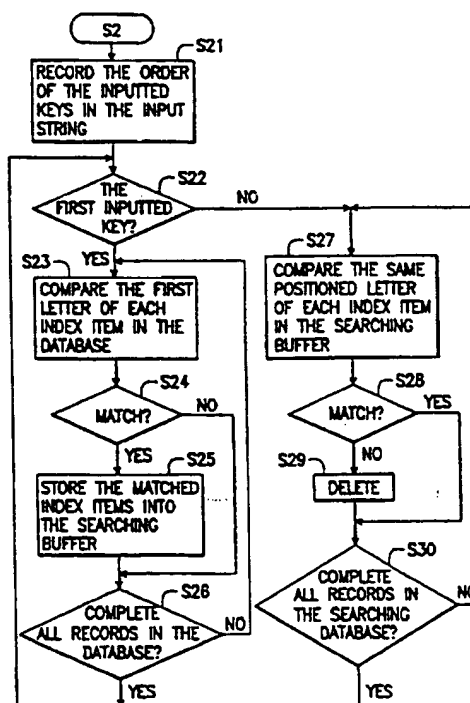 S2
S21
RECORD THE ORDER
OF THE INPUTTED
KEYS IN THE INPUT
STRING
S22
THE
FIRST INPUTTED
KEY?
NO
YES
S23
COMPARE THE FIRST
LETTER OF EACH
INDEX ITEM IN THE
DATABASE
S24
MATCH?
NO
YES
S25
STORE THE MATCHED
INDEX ITEMS INTO
THE SEARCHING
BUFFER
S26
COMPLETE
ALL RECORDS IN THE
DATABASE?
NO
YES
S27
COMPARE THE SAME
POSITIONED LETTER
OF EACH INDEX ITEM
IN THE SEARCHING
BUFFER
S28
MATCH?
YES
NO
S29
DELETE
S30
COMPLETE
ALL RECORDS IN
THE SEARCHING
DATABASE?
NO
YES